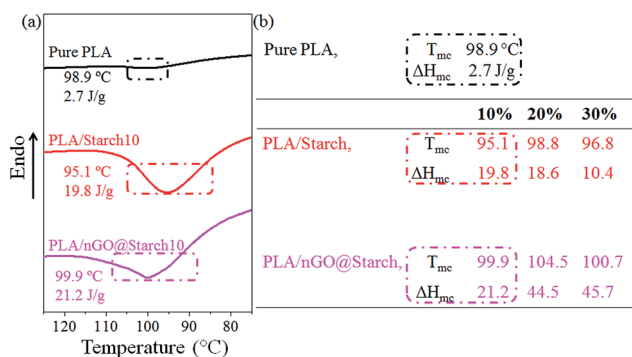 (a)
Pure PLA
98.9 ºC
2.7 J/g
PLA/Starch10
95.1 ºC
19.8 J/g
PLA/nGO@Starch10
99.9 ºC
21.2 J/g
Endo
120 100 80
Temperature (°C)
(b)
Pure PLA, Tmc 98.9 °C
ΔHmc 2.7 J/g
10% 20% 30%
PLA/Starch, Tmc 95.1 98.8 96.8
ΔHmc 19.8 18.6 10.4
PLA/nGO@Starch, Tmc 99.9 104.5 100.7
ΔHmc 21.2 44.5 45.7